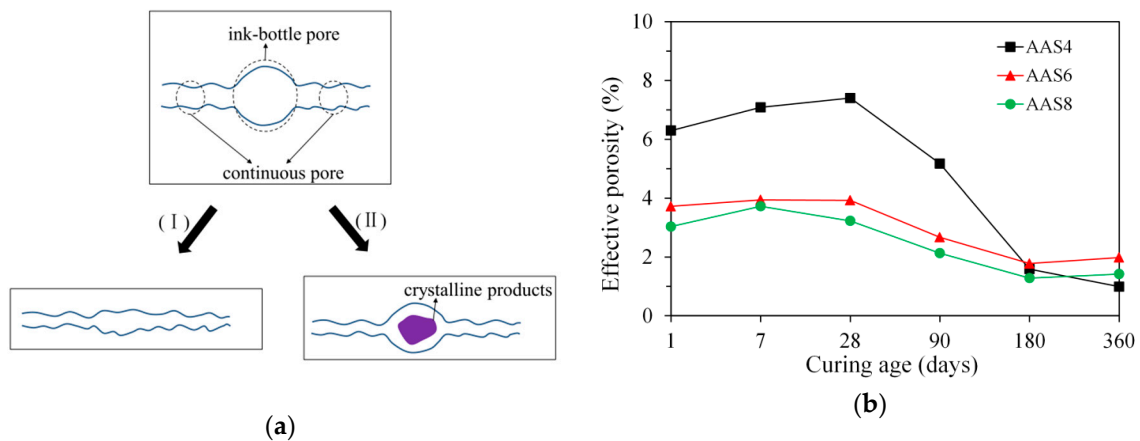 ink-bottle pore
continuous pore
(Ⅰ)
(Ⅱ)
crystalline products
(a)
10
8
6
4
2
0
Effective porosity (%)
AAS4
AAS6
AAS8
1 7 28 90 180 360
Curing age (days)
(b)